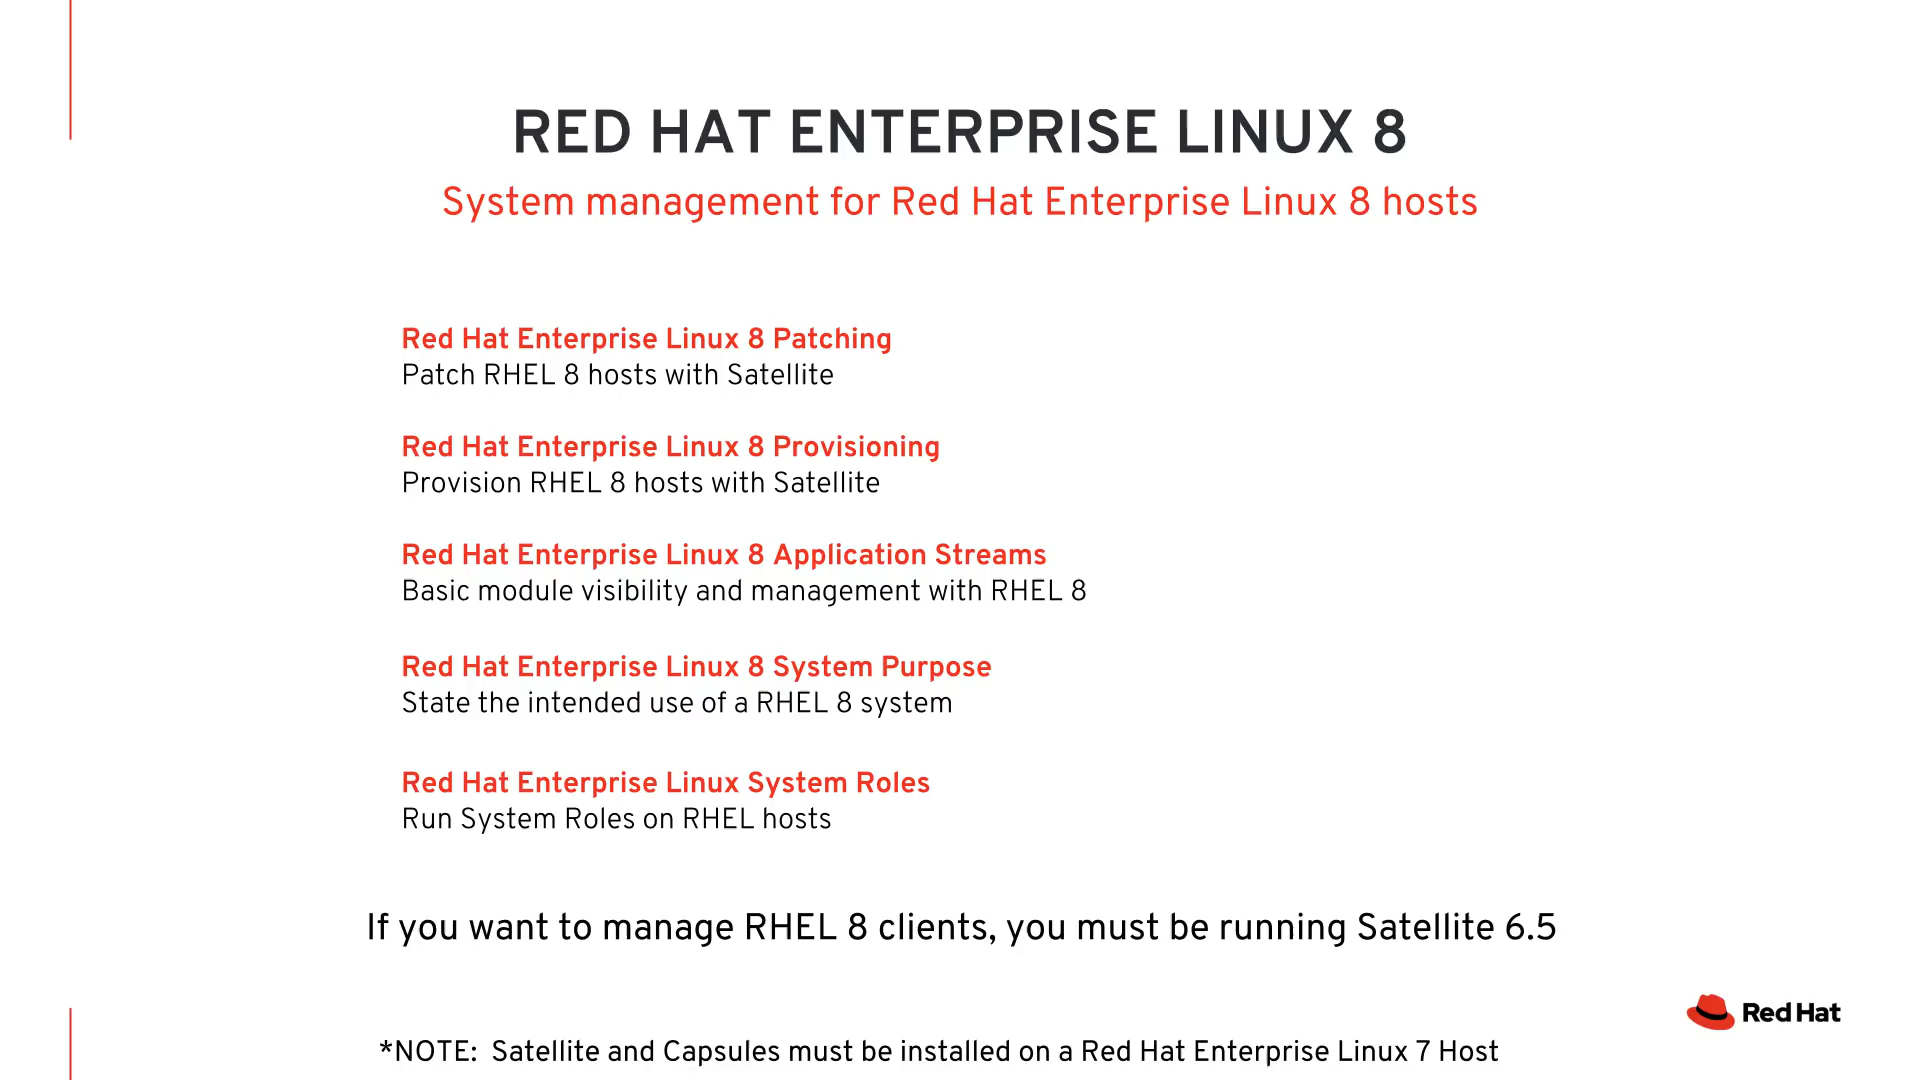 RED HAT ENTERPRISE LINUX 8
System management for Red Hat Enterprise Linux 8 hosts
Red Hat Enterprise Linux 8 Patching
Patch RHEL 8 hosts with Satellite
Red Hat Enterprise Linux 8 Provisioning
Provision RHEL 8 hosts with Satellite
Red Hat Enterprise Linux 8 Application Streams
Basic module visibility and management with RHEL 8
Red Hat Enterprise Linux 8 System Purpose
State the intended use of a RHEL 8 system
Red Hat Enterprise Linux System Roles
Run System Roles on RHEL hosts
If you want to manage RHEL 8 clients, you must be running Satellite 6.5
Red Hat
*NOTE:  Satellite and Capsules must be installed on a Red Hat Enterprise Linux 7 Host